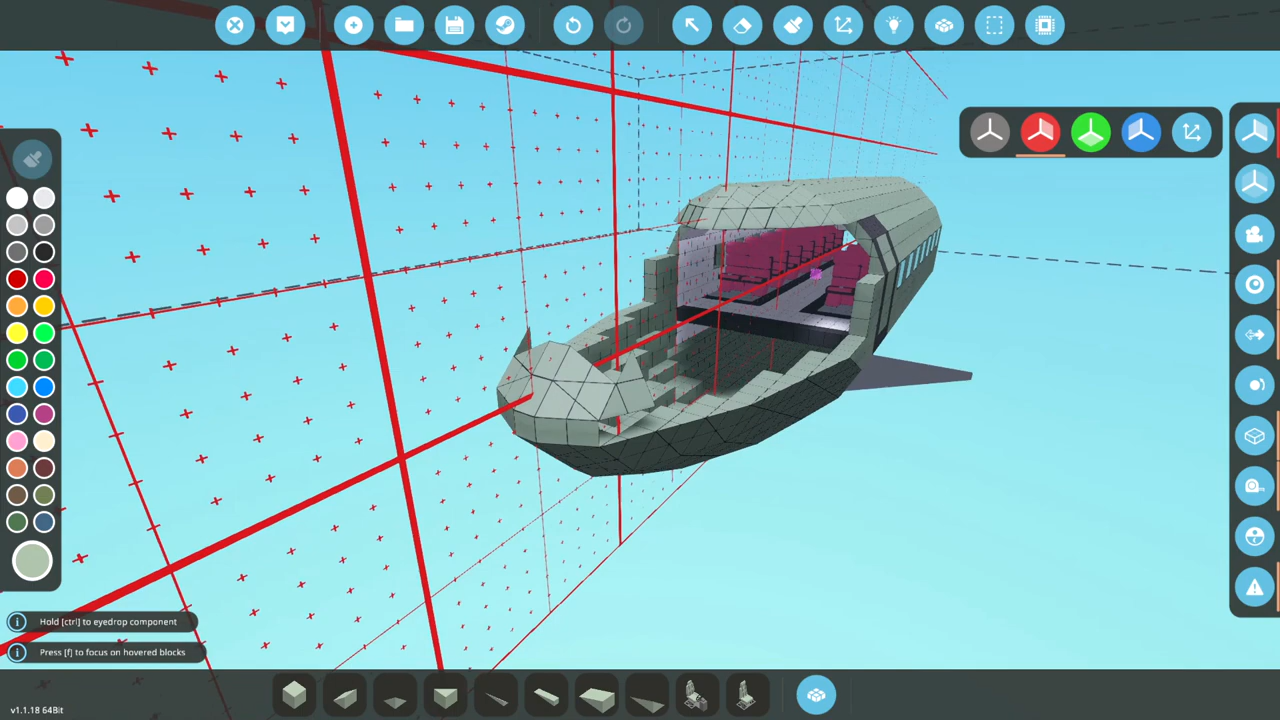 Hold [ctrl] to eyedrop component
Press [f] to focus on hovered blocks
v1.1.18 64Bit